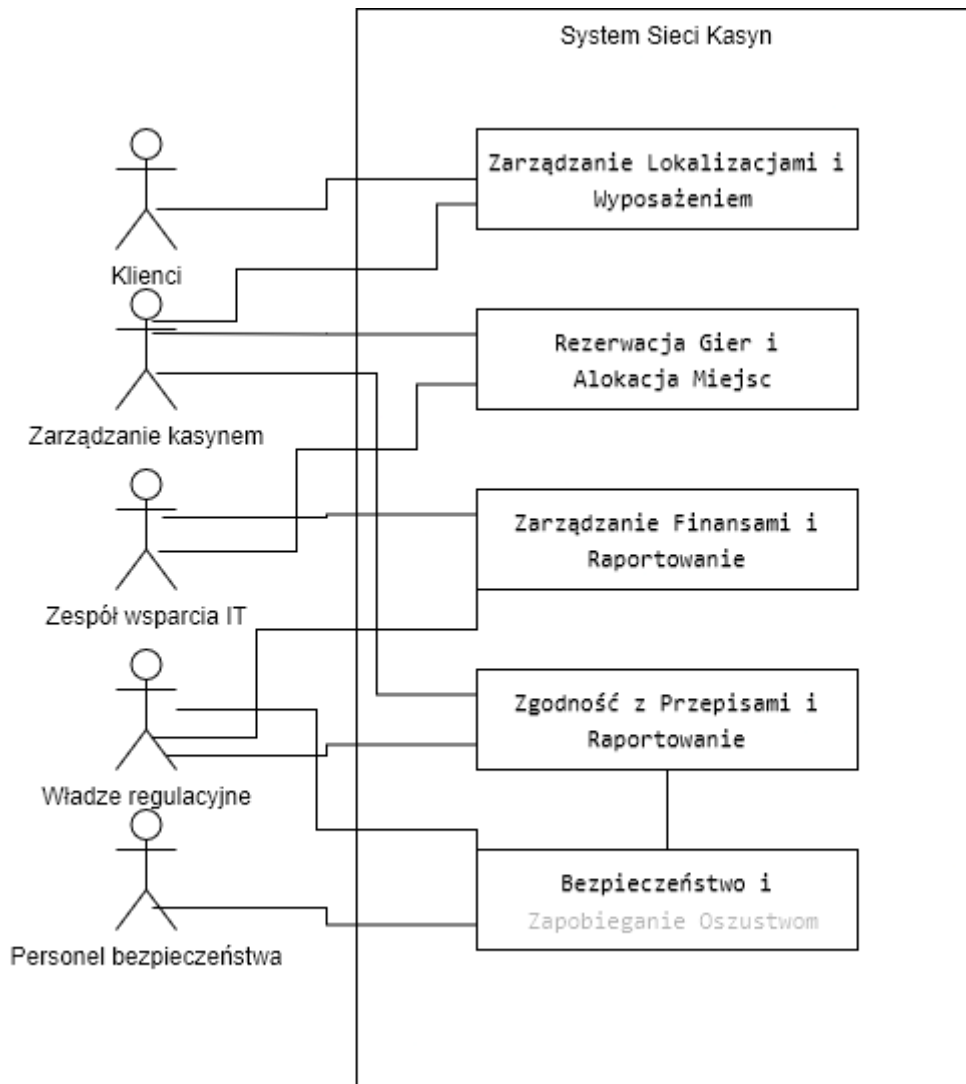 System Sieci Kasyn
Zarządzanie Lokalizacjami i
Wyposażeniem
Klienci
Rezerwacja Gier i
Alokacja Miejsc
Zarządzanie kasynem
Zarządzanie Finansami i
Raportowanie
Zespół wsparcia IT
Zgodność z Przepisami i
Raportowanie
Władze regulacyjne
Bezpieczeństwo i
Zapobieganie Oszustwom
Personel bezpieczeństwa